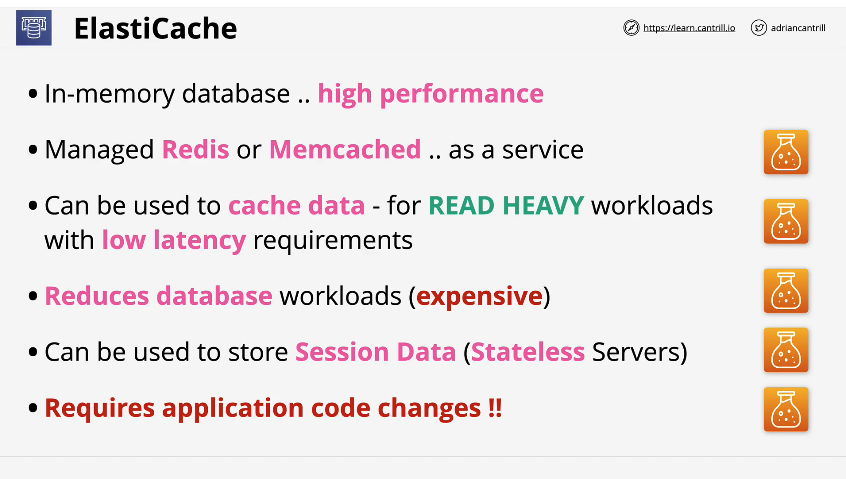 ElastiCache
https://learn.cantrill.io
adriancantrill
• In-memory database .. high performance
• Managed Redis or Memcached .. as a service
• Can be used to cache data - for READ HEAVY workloads
with low latency requirements
• Reduces database workloads (expensive)
• Can be used to store Session Data (Stateless Servers)
• Requires application code changes !!